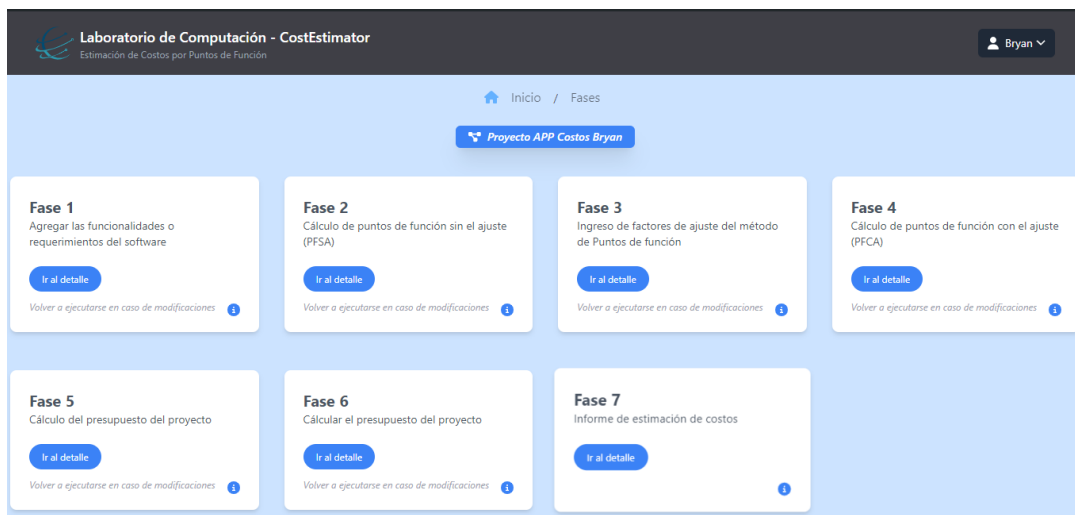 Laboratorio de Computación - CostEstimator
Estimación de Costos por Puntos de Función
Bryan
Inicio / Fases
Proyecto APP Costos Bryan
Fase 1
Agregar las funcionalidades o
requerimientos del software
Ir al detalle
Volver a ejecutarse en caso de modificaciones
Fase 2
Cálculo de puntos de función sin el ajuste
(PFSA)
Ir al detalle
Volver a ejecutarse en caso de modificaciones
Fase 3
Ingreso de factores de ajuste del método
de Puntos de función
Ir al detalle
Volver a ejecutarse en caso de modificaciones
Fase 4
Cálculo de puntos de función con el ajuste
(PFCA)
Ir al detalle
Volver a ejecutarse en caso de modificaciones
Fase 5
Cálculo del presupuesto del proyecto
Ir al detalle
Volver a ejecutarse en caso de modificaciones
Fase 6
Cálcular el presupuesto del proyecto
Ir al detalle
Volver a ejecutarse en caso de modificaciones
Fase 7
Informe de estimación de costos
Ir al detalle